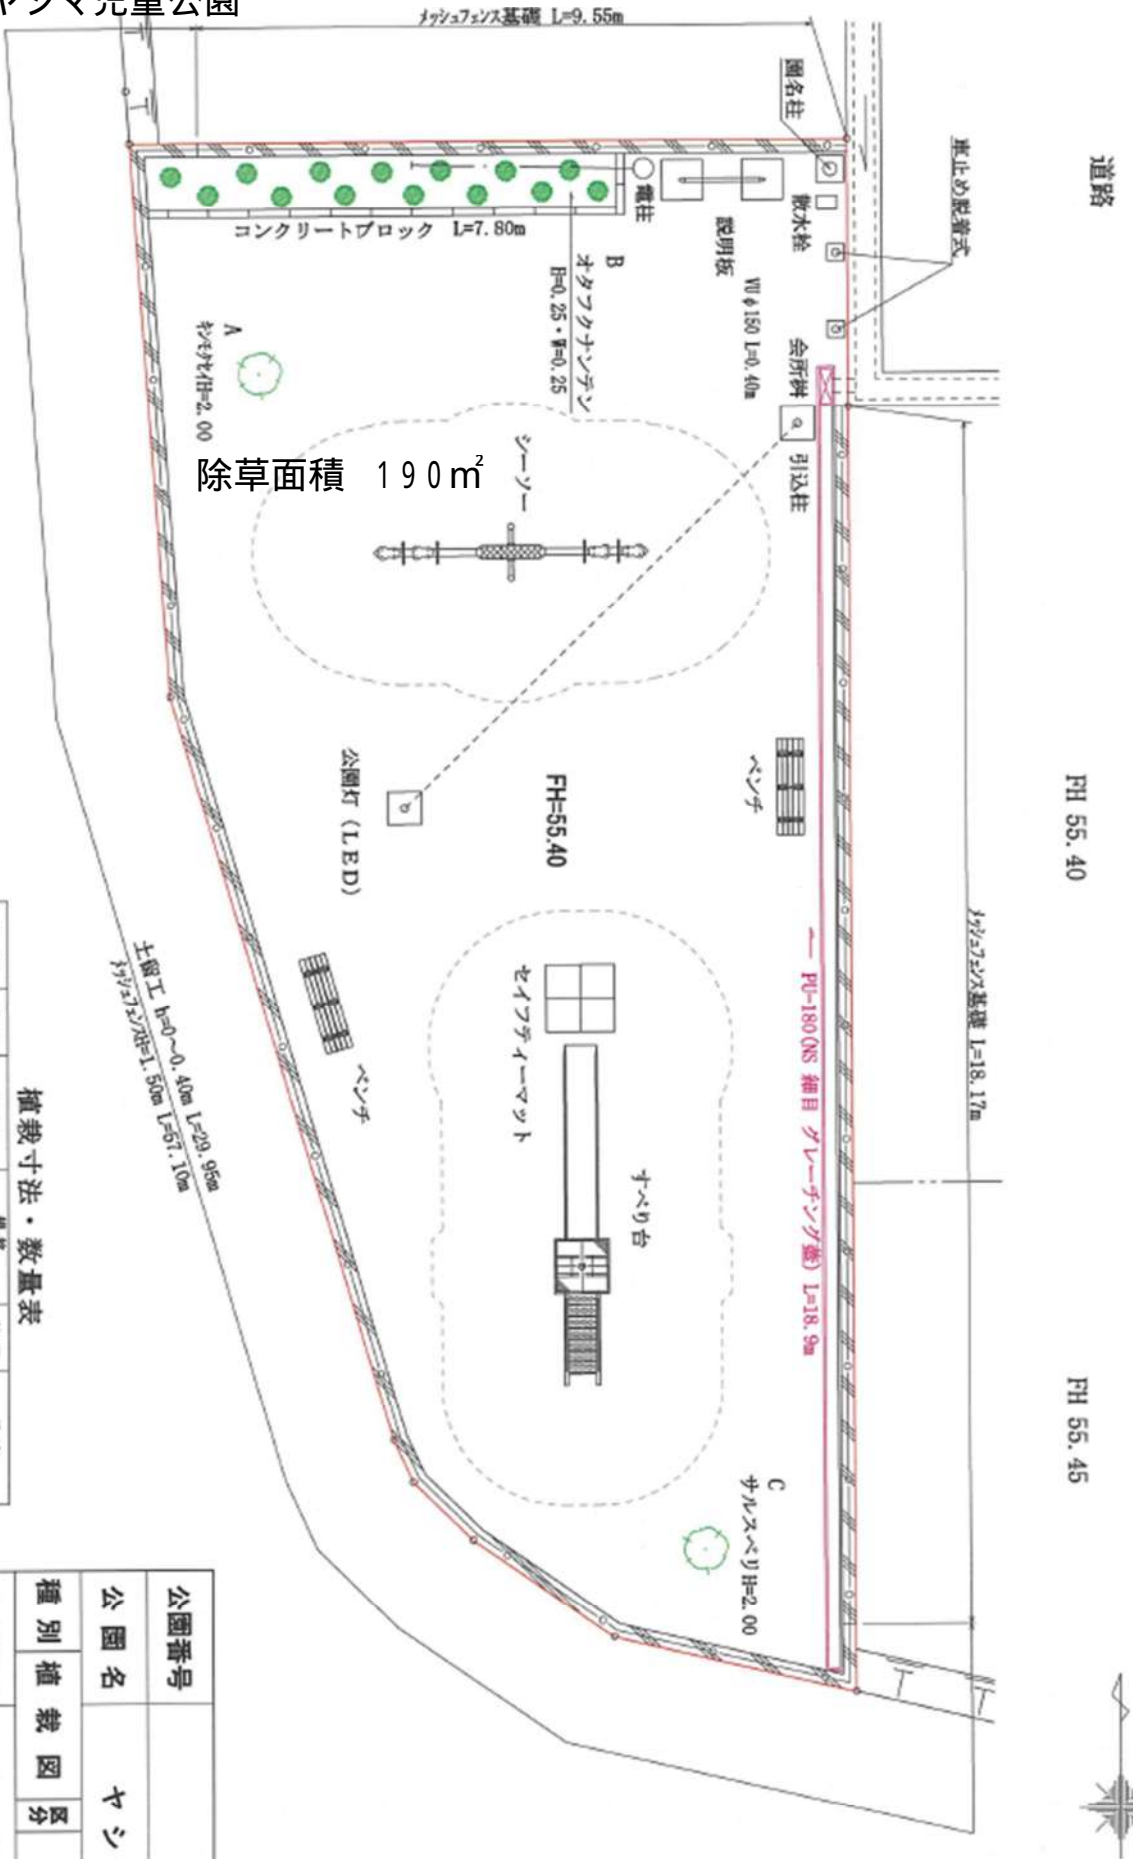 ヤシマ児童公園
メッシュフェンス基礎 L=9.55m
園名柱
車止め脱着式
道路
散水栓
電柱
説明板
コンクリートブロック L=7.80m
B
オタフクナンテン
H=0.25・W=0.25
VUφ150 L=0.40m
会所桝
引込柱
A
キンモクセイH=2.00
除草面積 190㎡
シーソー
公園灯(LED)
FH=55.40
ベンチ
FH 55.40
メッシュフェンス基礎 L=18.17m
PU-180(NS 細目 グレーチング蓋) L=18.9m
セイフティーマット
すべり台
ベンチ
土留工 h=0~0.40m L=29.95m
メッシュフェンスH=1.50m L=57.10m
FH 55.45
C
サルスベリH=2.00
植栽寸法・数量表
公園番号
公園名 ヤシ
種別 植栽図 区分